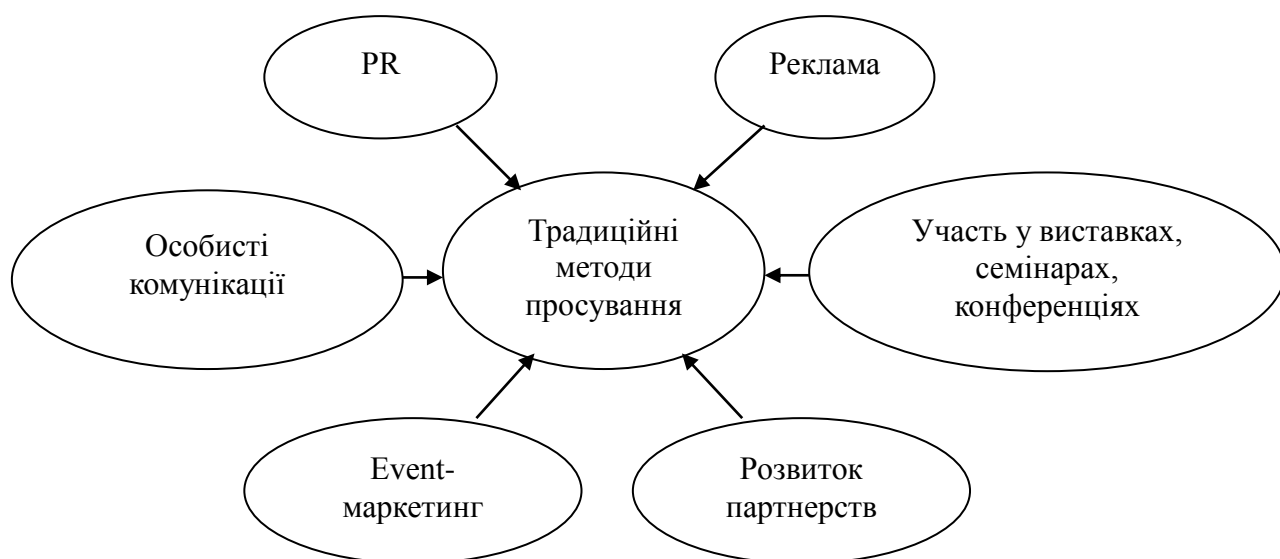 PR
Реклама
Особисті
комунікації
Традиційні
методи
просування
Участь у виставках,
семінарах,
конференціях
Event-
маркетинг
Розвиток
партнерств